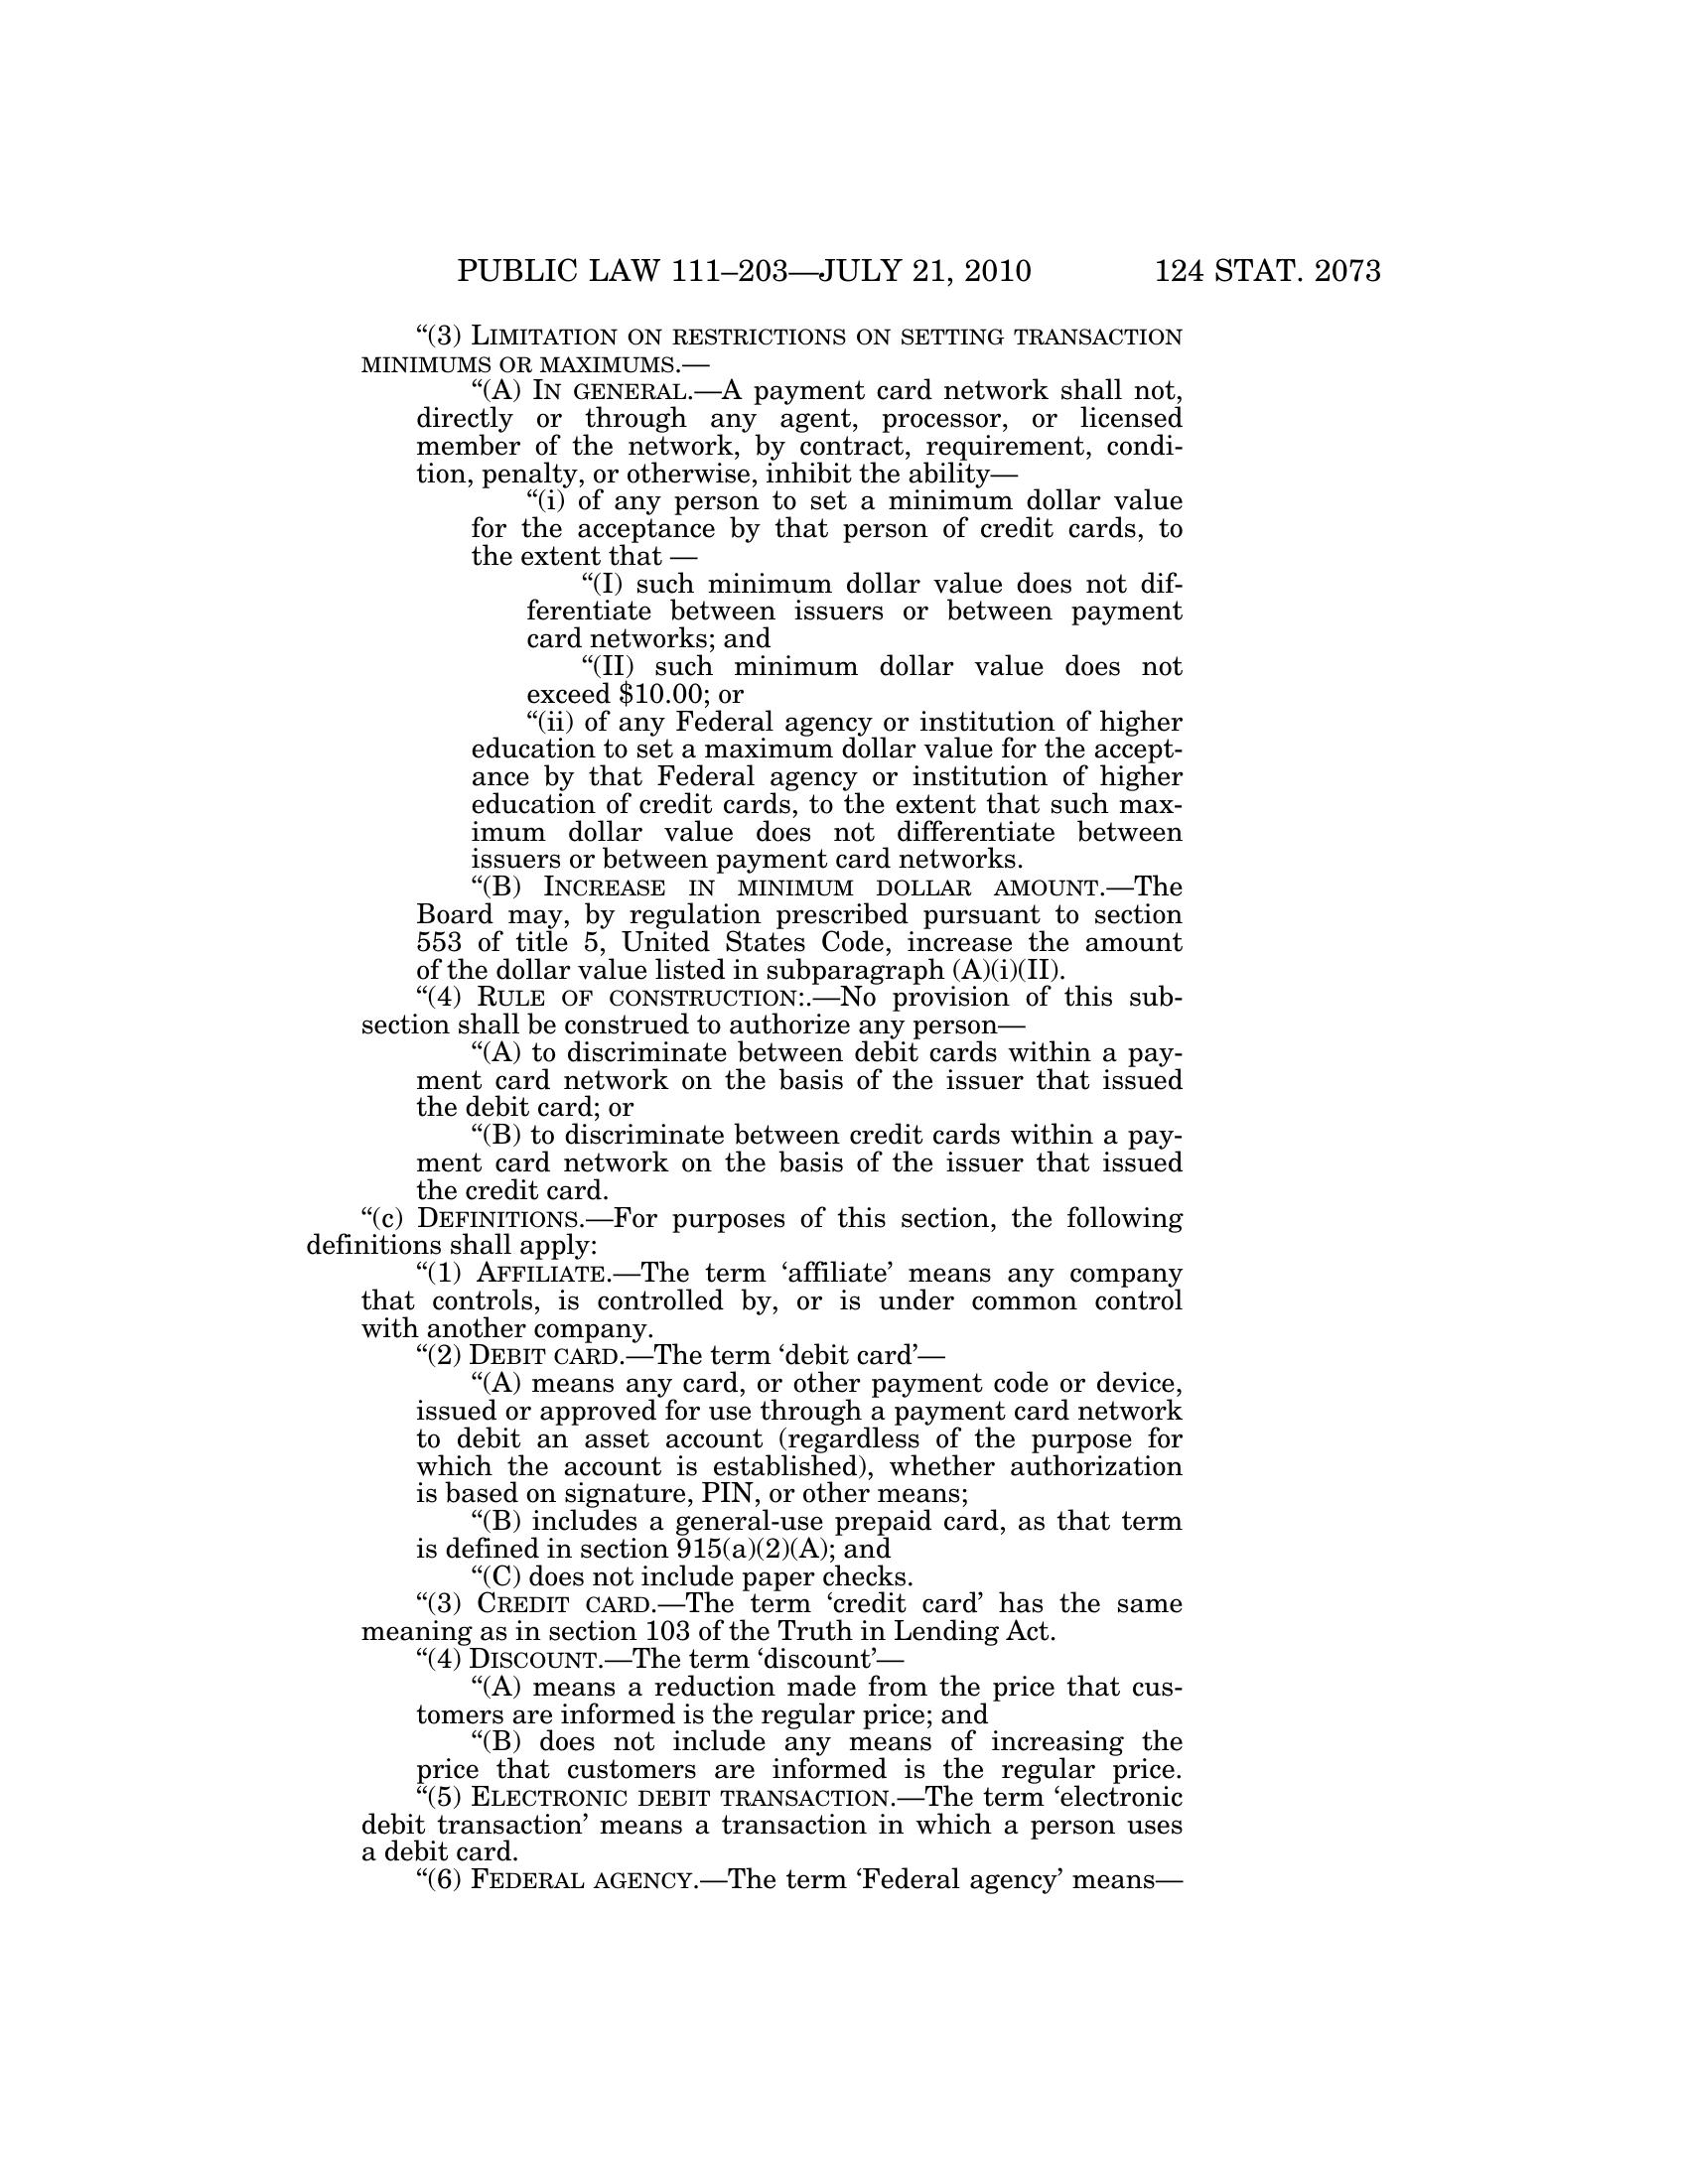 PUBLIC LAW 111–203—JULY 21, 2010 124 STAT. 2073
“(3) LIMITATION ON RESTRICTIONS ON SETTING TRANSACTION
MINIMUMS OR MAXIMUMS.—
“(A) IN GENERAL.—A payment card network shall not,
directly or through any agent, processor, or licensed
member of the network, by contract, requirement, condi-
tion, penalty, or otherwise, inhibit the ability—
“(i) of any person to set a minimum dollar value
for the acceptance by that person of credit cards, to
the extent that —
“(I) such minimum dollar value does not dif-
ferentiate between issuers or between payment
card networks; and
“(II) such minimum dollar value does not
exceed $10.00; or
“(ii) of any Federal agency or institution of higher
education to set a maximum dollar value for the accept-
ance by that Federal agency or institution of higher
education of credit cards, to the extent that such max-
imum dollar value does not differentiate between
issuers or between payment card networks.
“(B) INCREASE IN MINIMUM DOLLAR AMOUNT.—The
Board may, by regulation prescribed pursuant to section
553 of title 5, United States Code, increase the amount
of the dollar value listed in subparagraph (A)(i)(II).
“(4) RULE OF CONSTRUCTION:.—No provision of this sub-
section shall be construed to authorize any person—
“(A) to discriminate between debit cards within a pay-
ment card network on the basis of the issuer that issued
the debit card; or
“(B) to discriminate between credit cards within a pay-
ment card network on the basis of the issuer that issued
the credit card.
“(c) DEFINITIONS.—For purposes of this section, the following
definitions shall apply:
“(1) AFFILIATE.—The term ‘affiliate’ means any company
that controls, is controlled by, or is under common control
with another company.
“(2) DEBIT CARD.—The term ‘debit card’—
“(A) means any card, or other payment code or device,
issued or approved for use through a payment card network
to debit an asset account (regardless of the purpose for
which the account is established), whether authorization
is based on signature, PIN, or other means;
“(B) includes a general-use prepaid card, as that term
is defined in section 915(a)(2)(A); and
“(C) does not include paper checks.
“(3) CREDIT CARD.—The term ‘credit card’ has the same
meaning as in section 103 of the Truth in Lending Act.
“(4) DISCOUNT.—The term ‘discount’—
“(A) means a reduction made from the price that cus-
tomers are informed is the regular price; and
“(B) does not include any means of increasing the
price that customers are informed is the regular price.
“(5) ELECTRONIC DEBIT TRANSACTION.—The term ‘electronic
debit transaction’ means a transaction in which a person uses
a debit card.
“(6) FEDERAL AGENCY.—The term ‘Federal agency’ means—